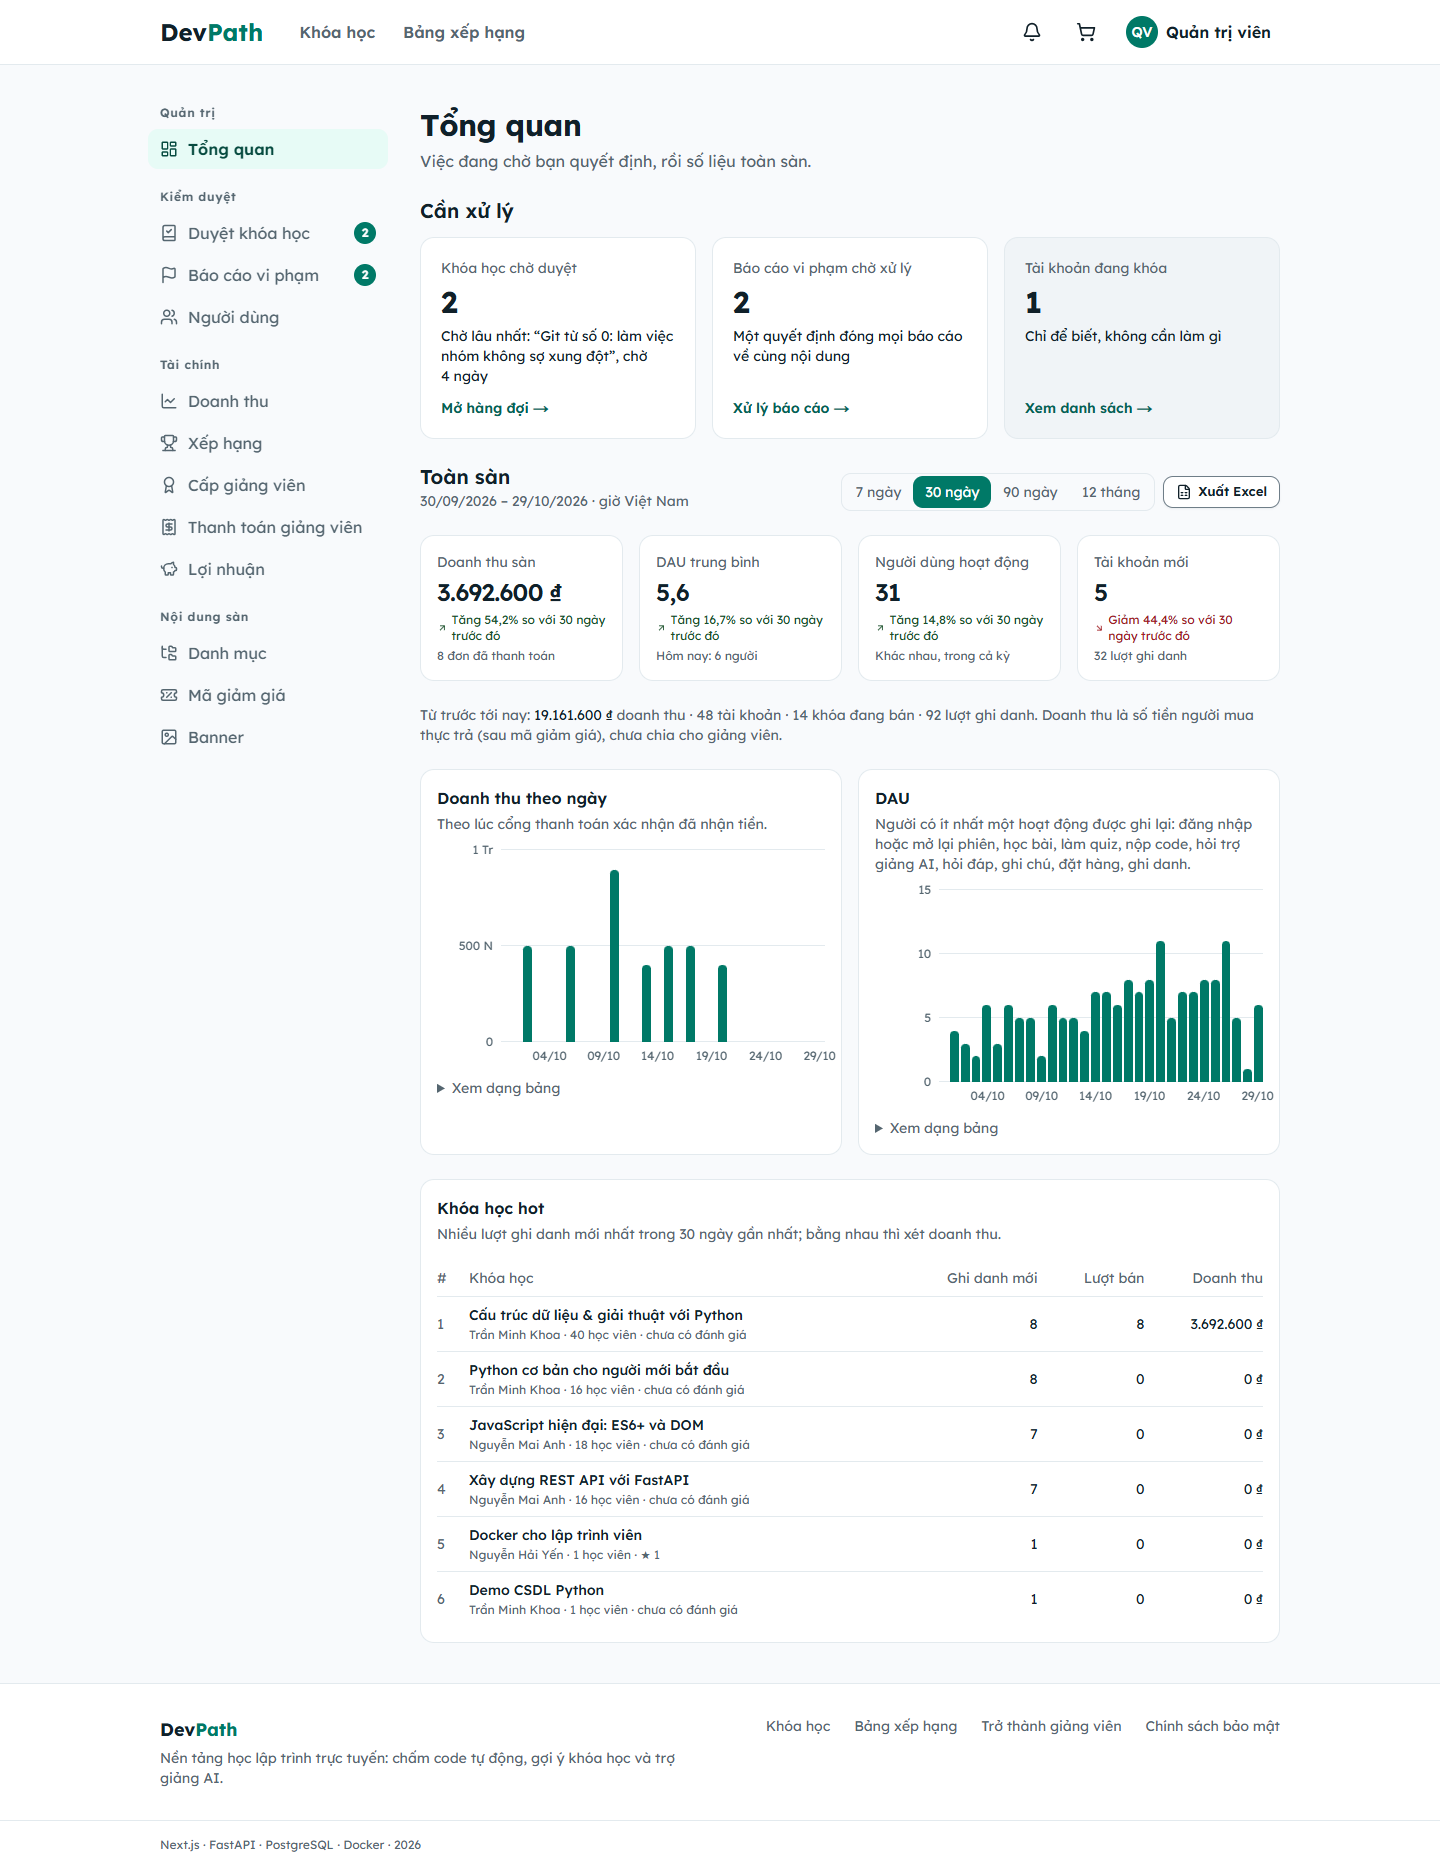 DevPath
Khóa học
Bảng xếp hạng
QV
Quản trị viên
Quản trị
Tổng quan
Kiểm duyệt
Duyệt khóa học
2
Báo cáo vi phạm
2
Người dùng
Tài chính
Doanh thu
Xếp hạng
Cấp giảng viên
Thanh toán giảng viên
Lợi nhuận
Nội dung sàn
Danh mục
Mã giảm giá
Banner
Tổng quan
Việc đang chờ bạn quyết định, rồi số liệu toàn sàn.
Cần xử lý
Khóa học chờ duyệt
2
Chờ lâu nhất: “Git từ số 0: làm việc
nhóm không sợ xung đột”, chờ
4 ngày
Mở hàng đợi →
Báo cáo vi phạm chờ xử lý
2
Một quyết định đóng mọi báo cáo
về cùng nội dung
Xử lý báo cáo →
Tài khoản đang khóa
1
Chỉ để biết, không cần làm gì
Xem danh sách →
Toàn sàn
30/09/2026 – 29/10/2026 · giờ Việt Nam
7 ngày
30 ngày
90 ngày
12 tháng
Xuất Excel
Doanh thu sàn
3.692.600 ₫
↗ Tăng 54,2% so với 30 ngày
trước đó
8 đơn đã thanh toán
DAU trung bình
5,6
↗ Tăng 16,7% so với 30 ngày
trước đó
Hôm nay: 6 người
Người dùng hoạt động
31
↗ Tăng 14,8% so với 30 ngày
trước đó
Khác nhau, trong cả kỳ
Tài khoản mới
5
↘ Giảm 44,4% so với 30
ngày trước đó
32 lượt ghi danh
Từ trước tới nay: 19.161.600 ₫ doanh thu · 48 tài khoản · 14 khóa đang bán · 92 lượt ghi danh. Doanh thu là số tiền người mua
thực trả (sau mã giảm giá), chưa chia cho giảng viên.
Doanh thu theo ngày
Theo lúc cổng thanh toán xác nhận đã nhận tiền.
1 Tr
500 N
0
04/10
09/10
14/10
19/10
24/10
29/10
▶ Xem dạng bảng
DAU
Người có ít nhất một hoạt động được ghi lại: đăng nhập
hoặc mở lại phiên, học bài, làm quiz, nộp code, hỏi trợ
giảng AI, hỏi đáp, ghi chú, đặt hàng, ghi danh.
15
10
5
0
04/10
09/10
14/10
19/10
24/10
29/10
▶ Xem dạng bảng
Khóa học hot
Nhiều lượt ghi danh mới nhất trong 30 ngày gần nhất; bằng nhau thì xét doanh thu.
# Khóa học Ghi danh mới Lượt bán Doanh thu
1 Cấu trúc dữ liệu & giải thuật với Python 8 8 3.692.600 ₫
Trần Minh Khoa · 40 học viên · chưa có đánh giá
2 Python cơ bản cho người mới bắt đầu 8 0 0 ₫
Trần Minh Khoa · 16 học viên · chưa có đánh giá
3 JavaScript hiện đại: ES6+ và DOM 7 0 0 ₫
Nguyễn Mai Anh · 18 học viên · chưa có đánh giá
4 Xây dựng REST API với FastAPI 7 0 0 ₫
Nguyễn Mai Anh · 16 học viên · chưa có đánh giá
5 Docker cho lập trình viên 1 0 0 ₫
Nguyễn Hải Yến · 1 học viên · ★ 1
6 Demo CSDL Python 1 0 0 ₫
Trần Minh Khoa · 1 học viên · chưa có đánh giá
DevPath
Nền tảng học lập trình trực tuyến: chấm code tự động, gợi ý khóa học và trợ
giảng AI.
Khóa học
Bảng xếp hạng
Trở thành giảng viên
Chính sách bảo mật
Next.js · FastAPI · PostgreSQL · Docker · 2026